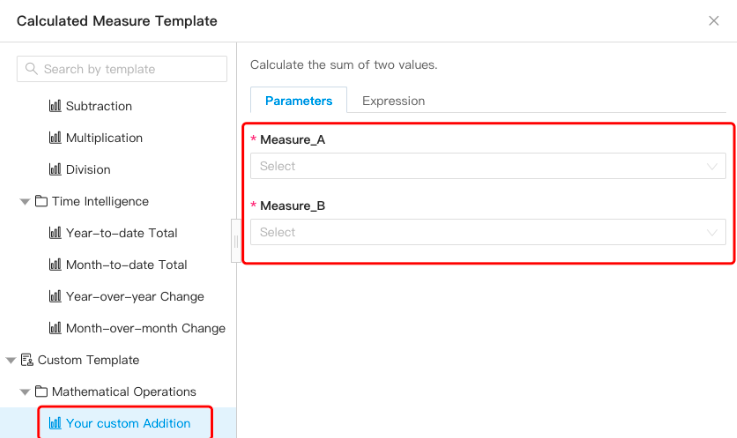 Calculated Measure Template
Search by template
Subtraction
Multiplication
Division
Time Intelligence
Year-to-date Total
Month-to-date Total
Year-over-year Change
Month-over-month Change
Custom Template
Mathematical Operations
Your custom Addition
Calculate the sum of two values.
Parameters Expression
* Measure_A
Select
* Measure_B
Select